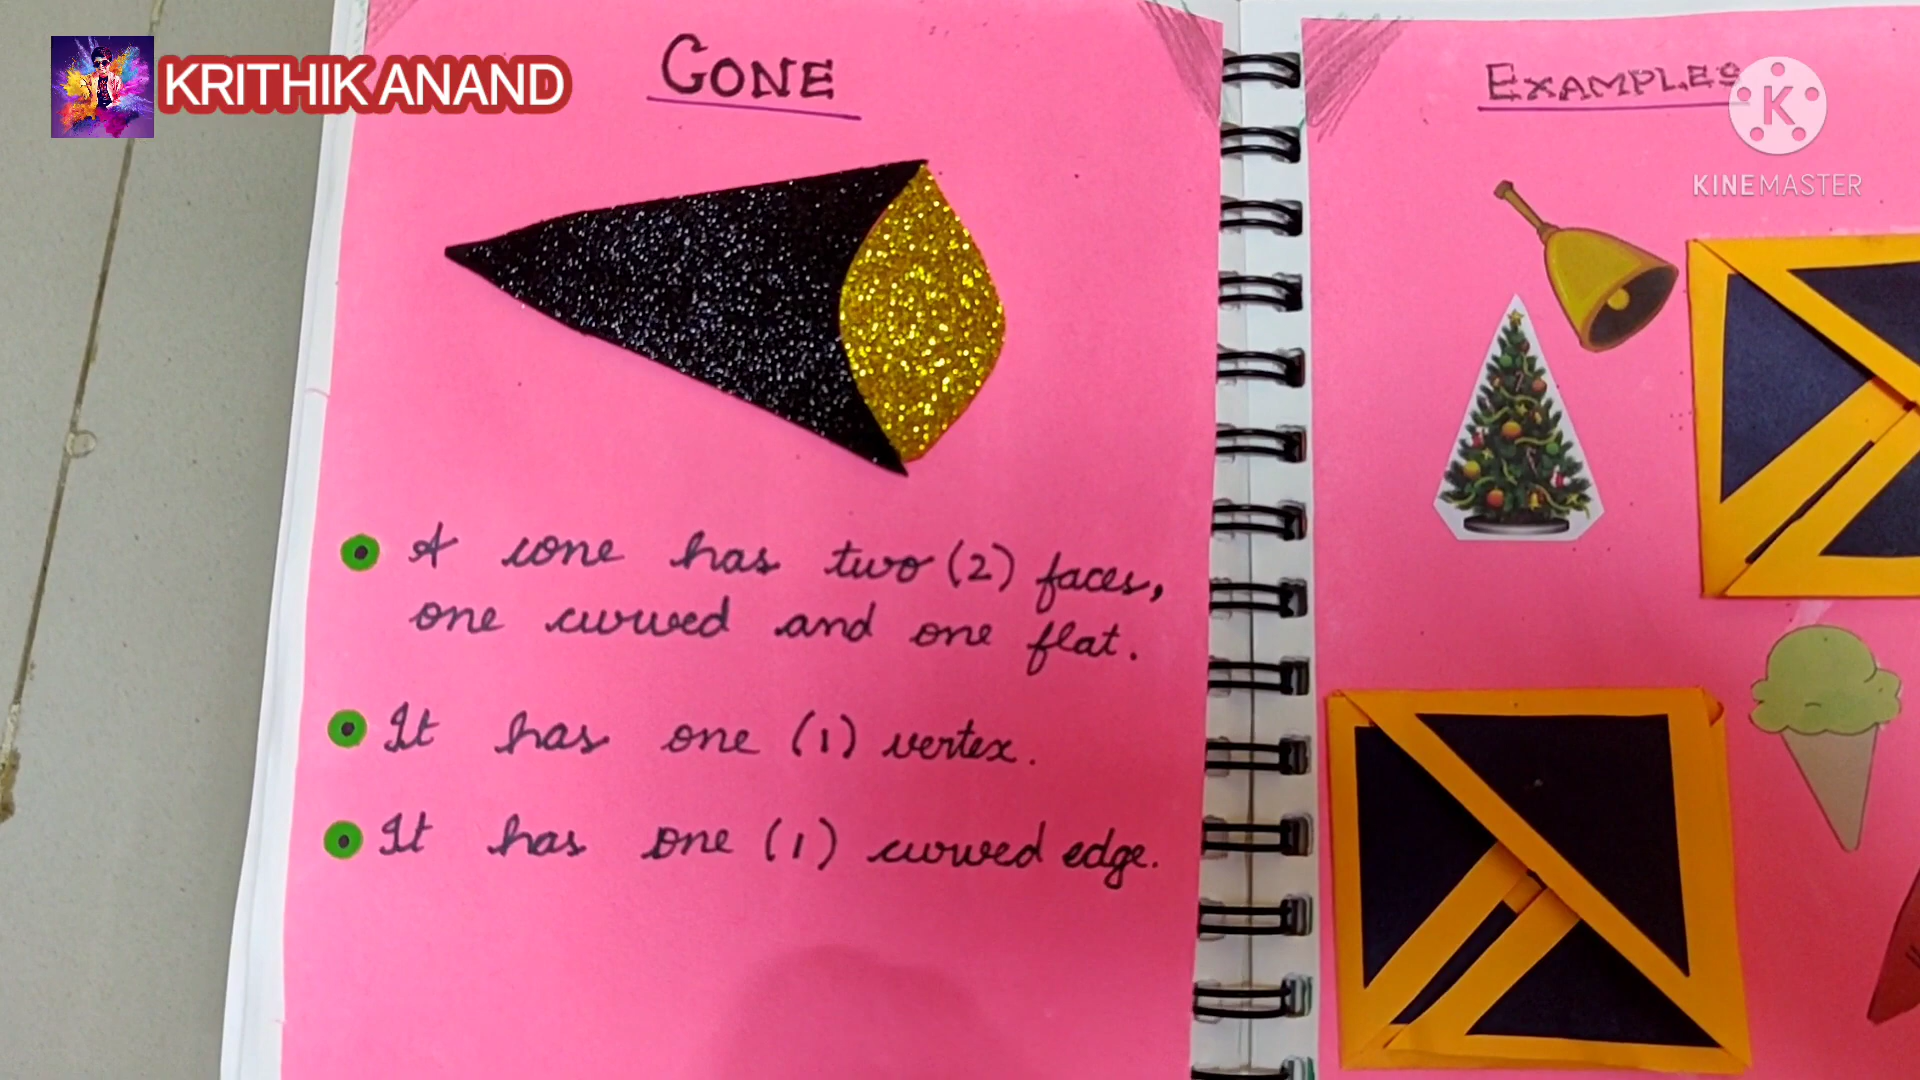 KRITHIK ANAND
CONE
A cone has two (2) faces,
one curved and one flat.
It has one (1) vertex.
It has one (1) curved edge.
EXAMPLES
K
KINEMASTER